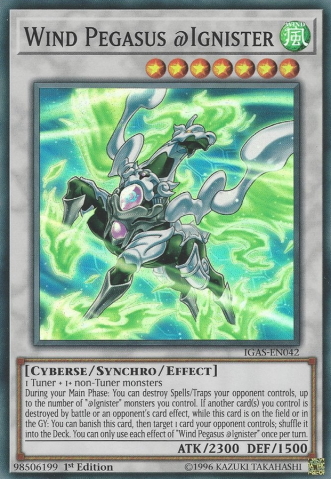 WIND PEGASUS @IGNISTER
WIND
風
IGAS-EN042
[CYBERSE/SYNCHRO/EFFECT]
1 Tuner + 1+ non-Tuner monsters
During your Main Phase: You can destroy Spells/Traps your opponent controls, up
to the number of "@Ignister" monsters you control. If another card(s) you control is
destroyed by battle or an opponent's card effect, while this card is on the field or in
the GY: You can banish this card, then target 1 card your opponent controls; shuffle it
into the Deck. You can only use each effect of "Wind Pegasus @Ignister" once per turn.
ATK/2300 DEF/1500
98506199 1st Edition ©1996 KAZUKI TAKAHASHI